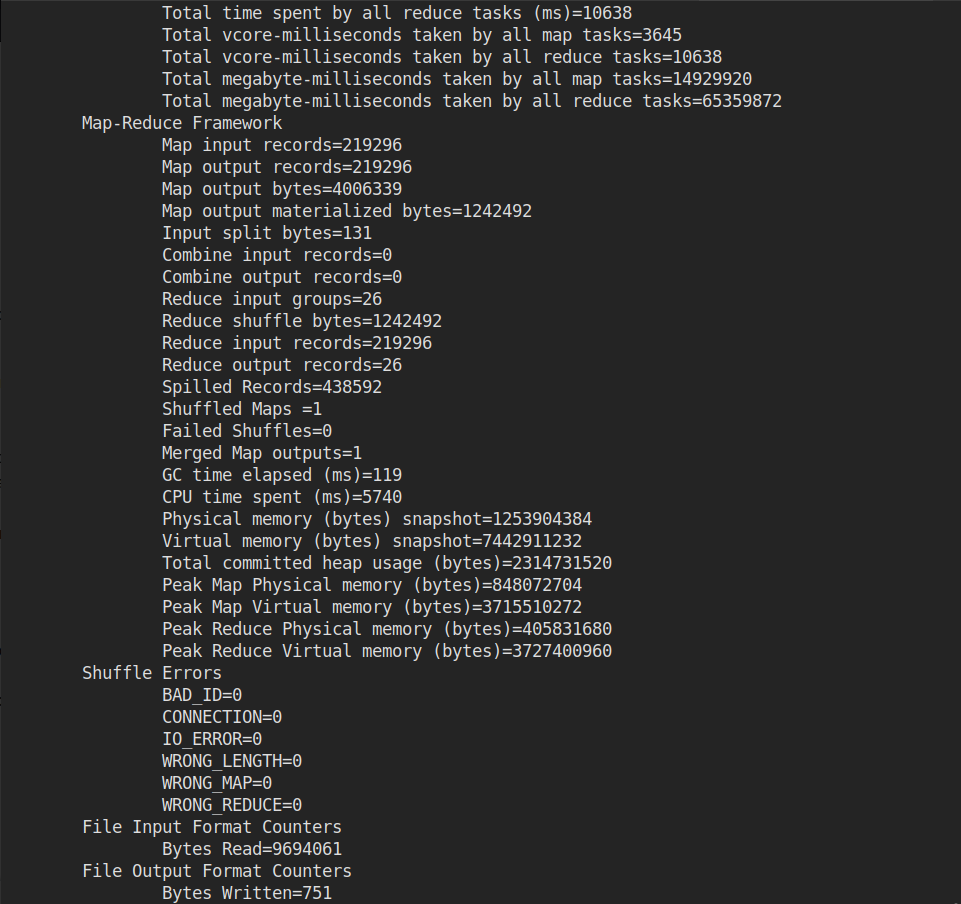 Total time spent by all reduce tasks (ms)=10638
Total vcore-milliseconds taken by all map tasks=3645
Total vcore-milliseconds taken by all reduce tasks=10638
Total megabyte-milliseconds taken by all map tasks=14929920
Total megabyte-milliseconds taken by all reduce tasks=65359872
Map-Reduce Framework
Map input records=219296
Map output records=219296
Map output bytes=4006339
Map output materialized bytes=1242492
Input split bytes=131
Combine input records=0
Combine output records=0
Reduce input groups=26
Reduce shuffle bytes=1242492
Reduce input records=219296
Reduce output records=26
Spilled Records=438592
Shuffled Maps =1
Failed Shuffles=0
Merged Map outputs=1
GC time elapsed (ms)=119
CPU time spent (ms)=5740
Physical memory (bytes) snapshot=1253904384
Virtual memory (bytes) snapshot=7442911232
Total committed heap usage (bytes)=2314731520
Peak Map Physical memory (bytes)=848072704
Peak Map Virtual memory (bytes)=3715510272
Peak Reduce Physical memory (bytes)=405831680
Peak Reduce Virtual memory (bytes)=3727400960
Shuffle Errors
BAD_ID=0
CONNECTION=0
IO_ERROR=0
WRONG_LENGTH=0
WRONG_MAP=0
WRONG_REDUCE=0
File Input Format Counters
Bytes Read=9694061
File Output Format Counters
Bytes Written=751